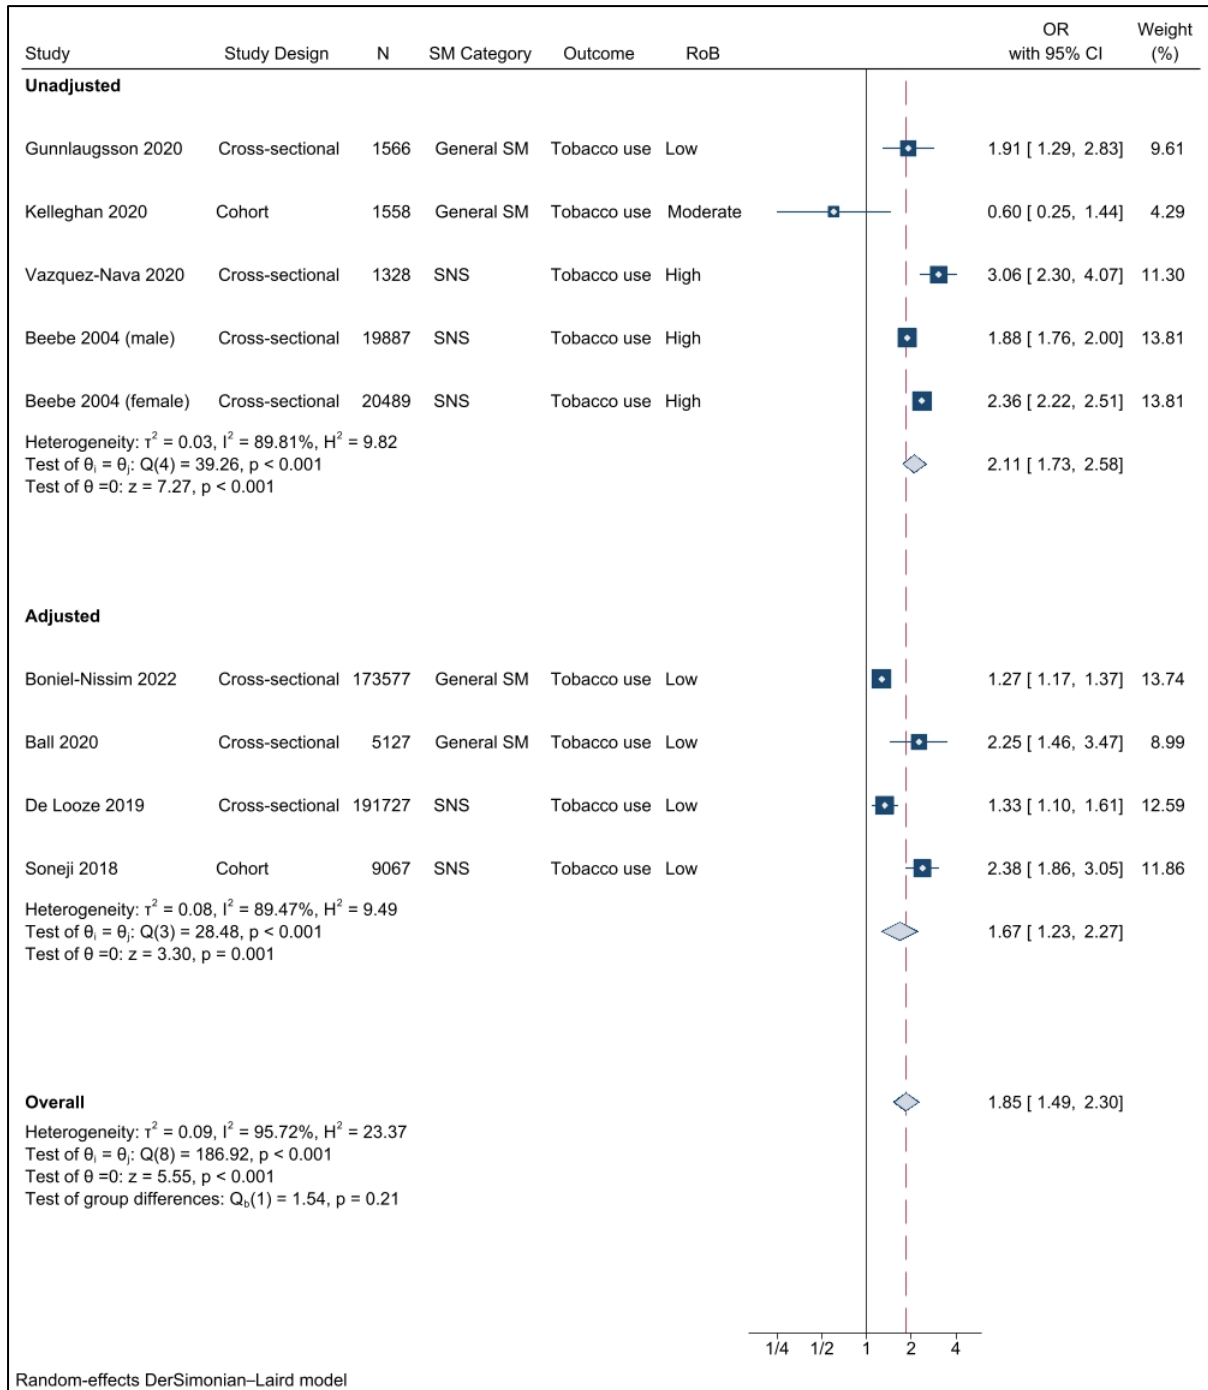 OR Weight
Study Study Design N SM Category Outcome RoB with 95% CI (%)
Unadjusted
Gunnlaugsson 2020 Cross-sectional 1566 General SM Tobacco use Low 1.91 [ 1.29, 2.83] 9.61
Kelleghan 2020 Cohort 1558 General SM Tobacco use Moderate 0.60 [ 0.25, 1.44] 4.29
Vazquez-Nava 2020 Cross-sectional 1328 SNS Tobacco use High 3.06 [ 2.30, 4.07] 11.30
Beebe 2004 (male) Cross-sectional 19887 SNS Tobacco use High 1.88 [ 1.76, 2.00] 13.81
Beebe 2004 (female) Cross-sectional 20489 SNS Tobacco use High 2.36 [ 2.22, 2.51] 13.81
Heterogeneity: τ² = 0.03, I² = 89.81%, H² = 9.82
Test of θᵢ = θⱼ: Q(4) = 39.26, p < 0.001 2.11 [ 1.73, 2.58]
Test of θ =0: z = 7.27, p < 0.001
Adjusted
Boniel-Nissim 2022 Cross-sectional 173577 General SM Tobacco use Low 1.27 [ 1.17, 1.37] 13.74
Ball 2020 Cross-sectional 5127 General SM Tobacco use Low 2.25 [ 1.46, 3.47] 8.99
De Looze 2019 Cross-sectional 191727 SNS Tobacco use Low 1.33 [ 1.10, 1.61] 12.59
Soneji 2018 Cohort 9067 SNS Tobacco use Low 2.38 [ 1.86, 3.05] 11.86
Heterogeneity: τ² = 0.08, I² = 89.47%, H² = 9.49
Test of θᵢ = θⱼ: Q(3) = 28.48, p < 0.001 1.67 [ 1.23, 2.27]
Test of θ =0: z = 3.30, p = 0.001
Overall 1.85 [ 1.49, 2.30]
Heterogeneity: τ² = 0.09, I² = 95.72%, H² = 23.37
Test of θᵢ = θⱼ: Q(8) = 186.92, p < 0.001
Test of θ =0: z = 5.55, p < 0.001
Test of group differences: Q_b(1) = 1.54, p = 0.21
1/4 1/2 1 2 4
Random-effects DerSimonian–Laird model